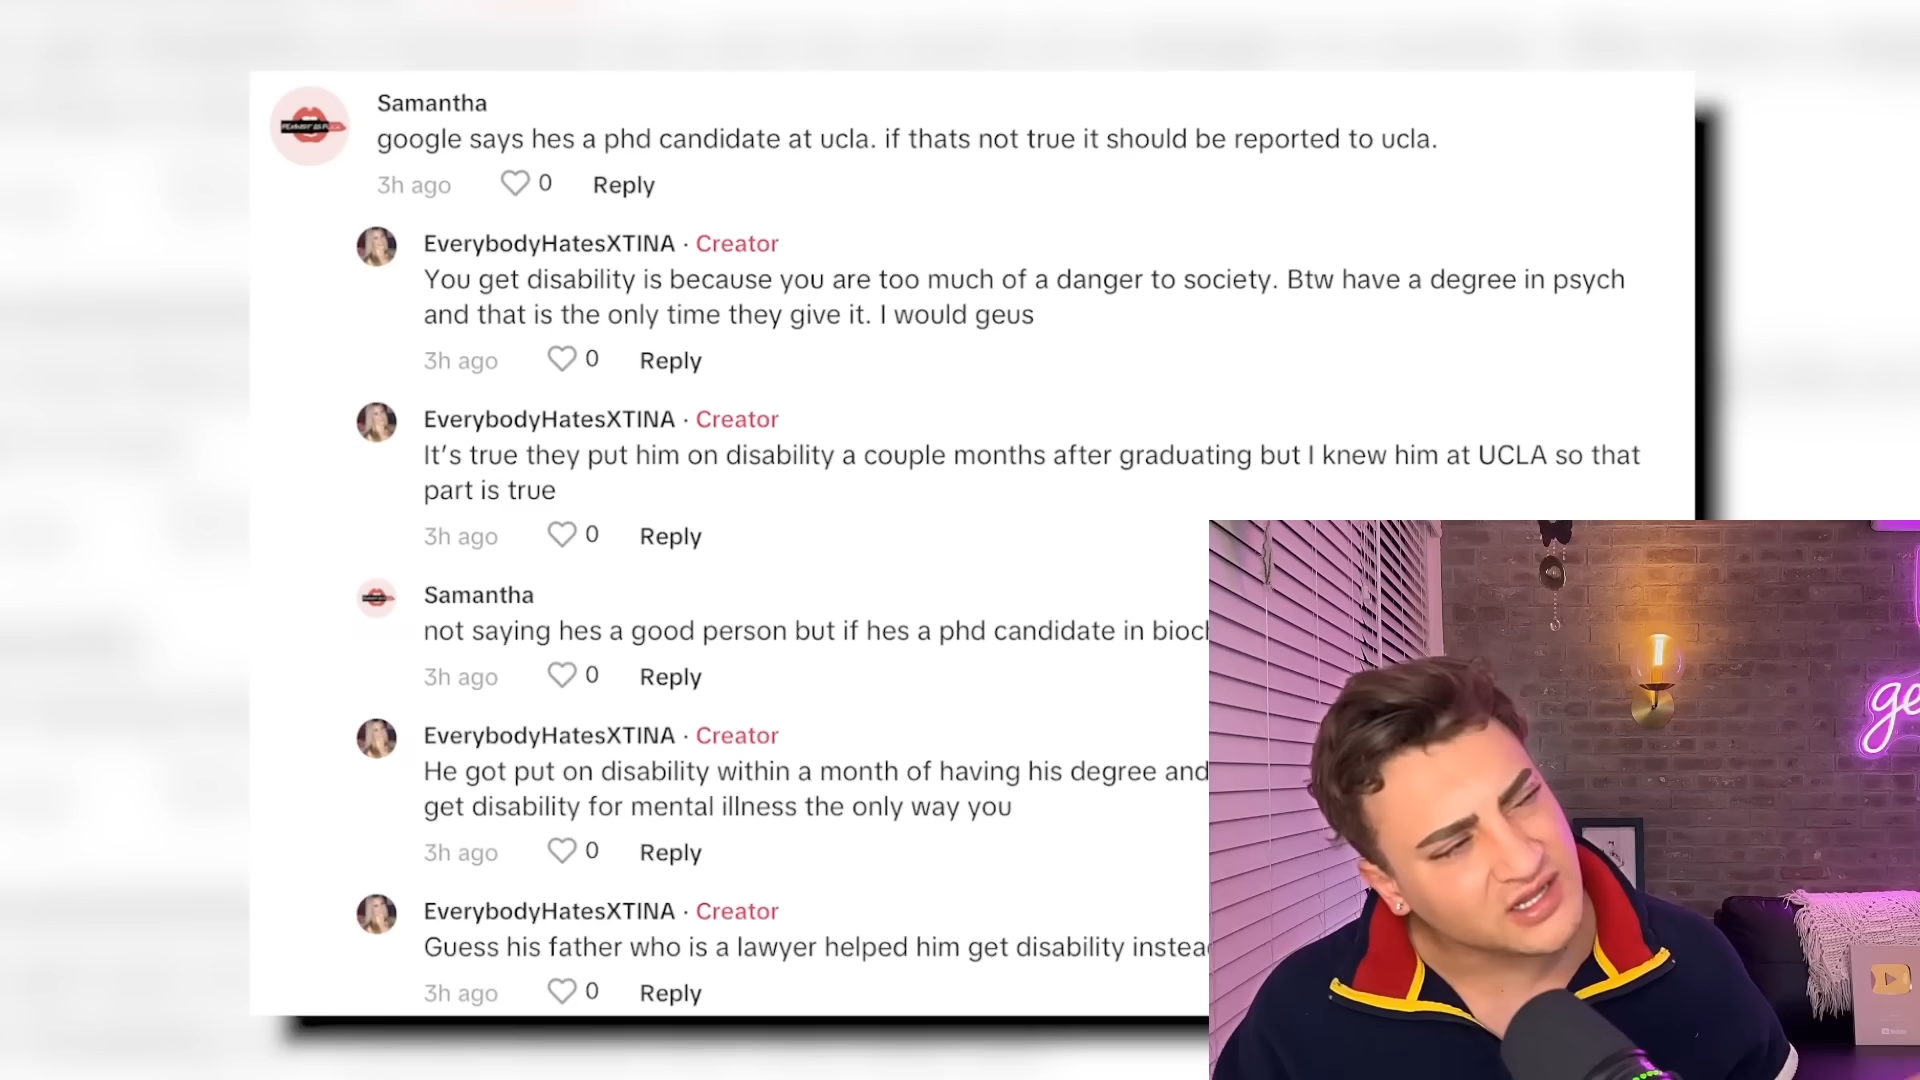 Samantha
google says hes a phd candidate at ucla. if thats not true it should be reported to ucla.
3h ago 0 Reply
EverybodyHatesXTINA · Creator
You get disability is because you are too much of a danger to society. Btw have a degree in psych
and that is the only time they give it. I would geus
3h ago 0 Reply
EverybodyHatesXTINA · Creator
It’s true they put him on disability a couple months after graduating but I knew him at UCLA so that
part is true
3h ago 0 Reply
Samantha
not saying hes a good person but if hes a phd candidate in
3h ago 0 Reply
EverybodyHatesXTINA · Creator
He got put on disability within a month of having his degree and
get disability for mental illness the only way you
3h ago 0 Reply
EverybodyHatesXTINA · Creator
Guess his father who is a lawyer helped him get disability
3h ago 0 Reply